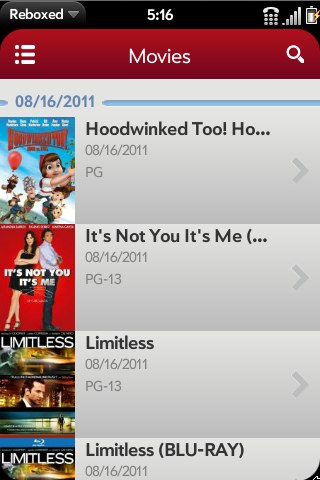 Reboxed
5:16
Movies
08/16/2011
HOODWINKED TOO!
Hoodwinked Too! Ho...
08/16/2011
PG
IT'S NOT YOU
IT'S ME
It's Not You It's Me (...
08/16/2011
PG-13
LIMITLESS
Limitless
08/16/2011
PG-13
LIMITLESS
Limitless (BLU-RAY)
08/16/2011